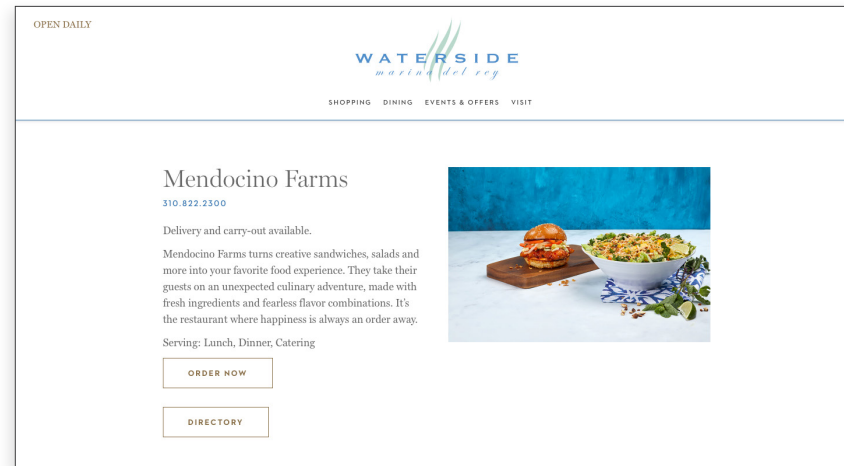 OPEN DAILY
WATERSIDE
marina del rey
SHOPPING DINING EVENTS & OFFERS VISIT
Mendocino Farms
310.822.2300
Delivery and carry-out available.
Mendocino Farms turns creative sandwiches, salads and
more into your favorite food experience. They take their
guests on an unexpected culinary adventure, made with
fresh ingredients and fearless flavor combinations. It's
the restaurant where happiness is always an order away.
Serving: Lunch, Dinner, Catering
ORDER NOW
DIRECTORY